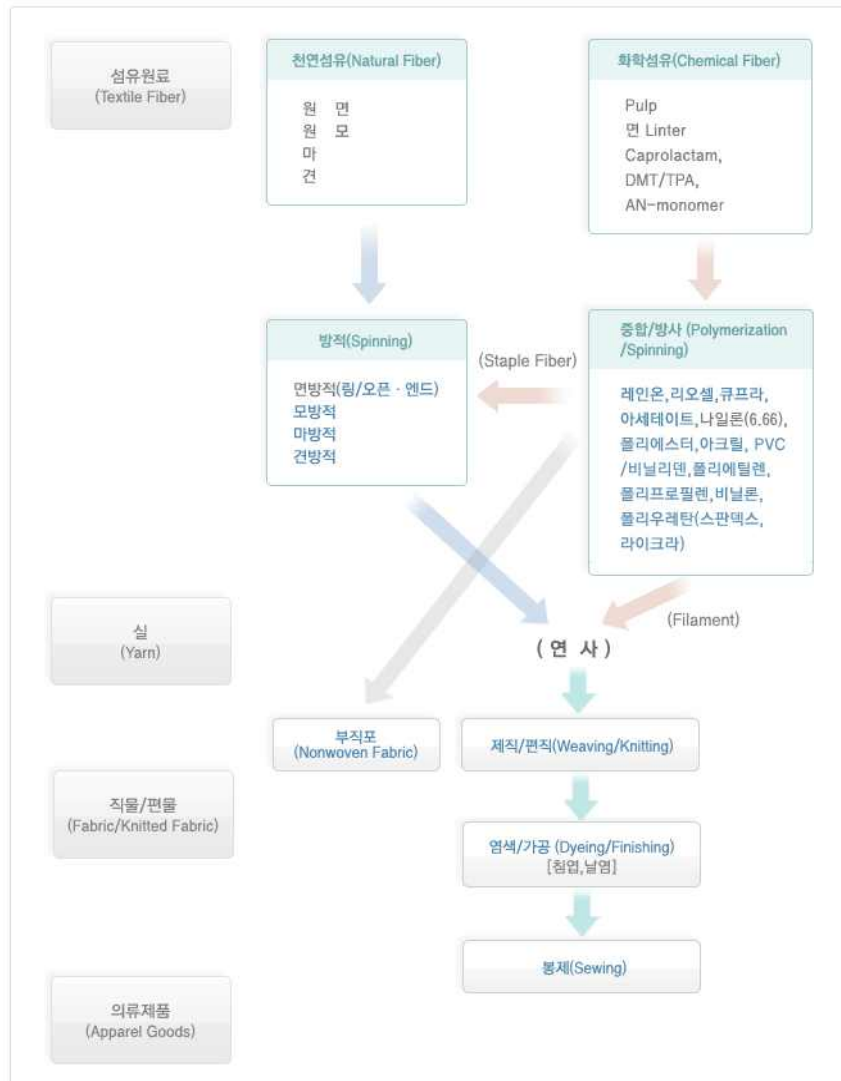 섬유원료
(Textile Fiber)
천연섬유(Natural Fiber)
원 면
원 모
마
견
화학섬유(Chemical Fiber)
Pulp
면 Linter
Caprolactam,
DMT/TPA,
AN-monomer
방적(Spinning)
면방적(링/오픈 · 엔드)
모방적
마방적
견방적
(Staple Fiber)
중합/방사 (Polymerization
/Spinning)
레인온,리오셀,큐프라,
아세테이트,나일론(6.66),
폴리에스터,아크릴, PVC
/비닐리덴,폴리에틸렌,
폴리프로필렌,비닐론,
폴리우레탄(스판덱스,
라이크라)
실
(Yarn)
(Filament)
( 연 사 )
부직포
(Nonwoven Fabric)
제직/편직(Weaving/Knitting)
직물/편물
(Fabric/Knitted Fabric)
염색/가공 (Dyeing/Finishing)
[침염,날염]
봉제(Sewing)
의류제품
(Apparel Goods)